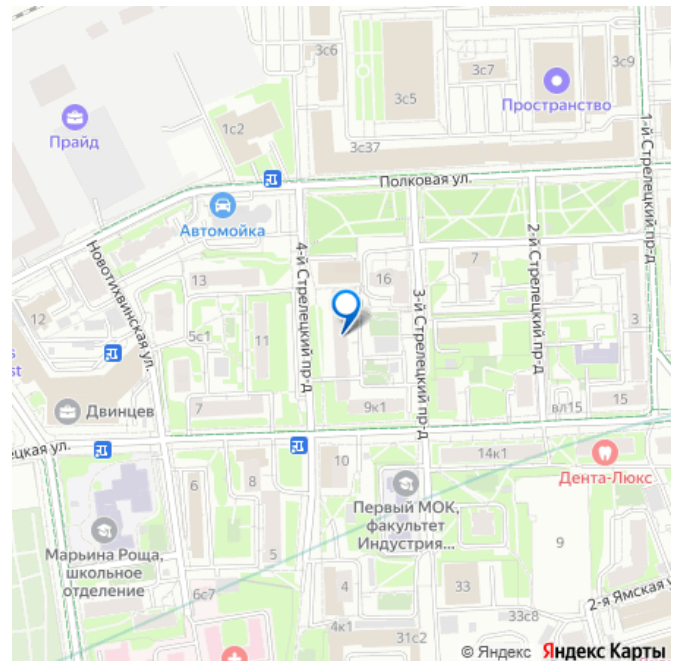 3с6
3с9
3с7
3с5
Пространство
Прайд
1с2
3с37
1-й Стрелецкий пр-д
Полковая ул.
Автомойка
Новотихвинская ул.
4-й Стрелецкий пр-д
3-й Стрелецкий пр-д
2-й Стрелецкий пр-д
13
16
7
12
5с1
11
3
s
st
Двинцев
7
9к1
вл15
15
ецкая ул.
10
14к1
Дента-Люкс
6
8
Первый МОК,
факультет
Индустрия...
Марьина Роща,
школьное
отделение
5
9
4
33
6с7
2-я Ямская у
33с8
4к1
31с2
© Яндекс Яндекс Карты